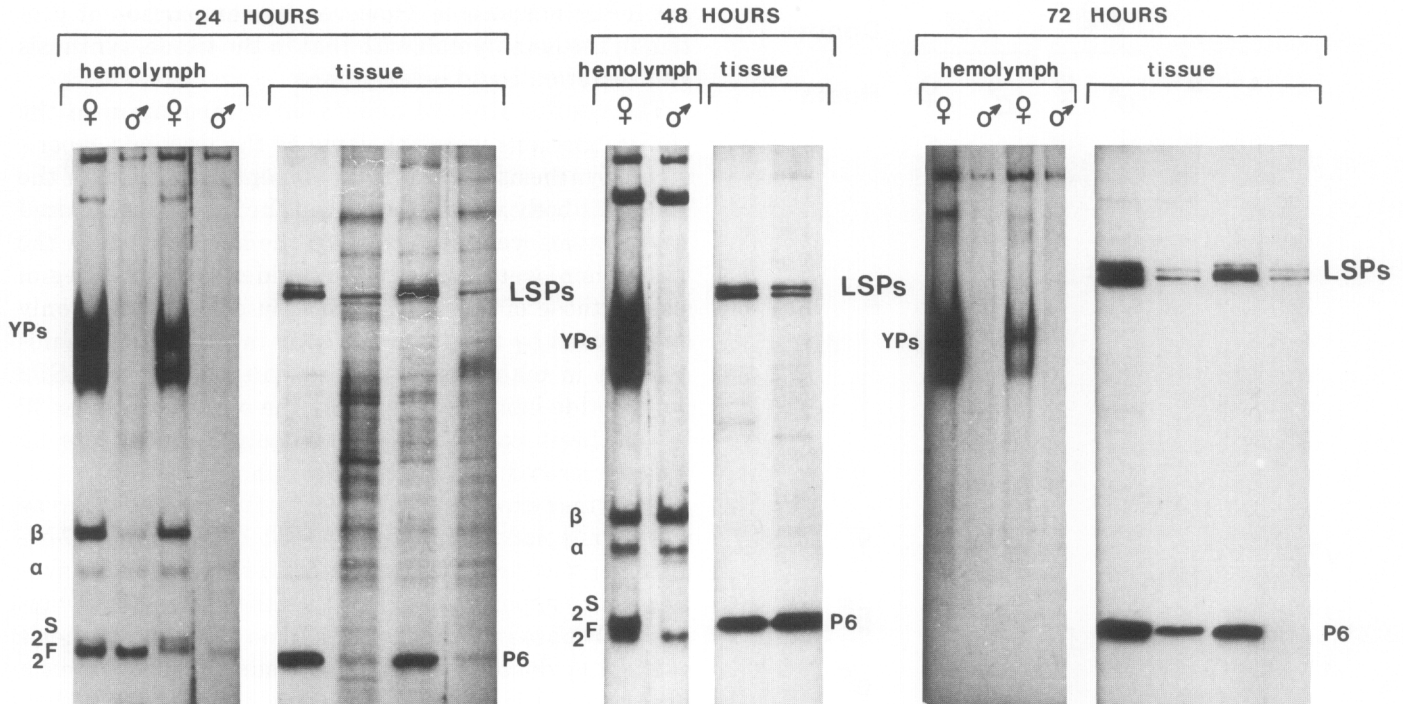 24 HOURS 48 HOURS 72 HOURS
hemolymph tissue hemolymph tissue hemolymph tissue
♀ ♂ ♀ ♂ ♀ ♂ ♀ ♂ ♀ ♂
LSPs LSPs LSPs
YPs YPs YPs
β β
α α
2S 2S
2F P6 2F P6 P6